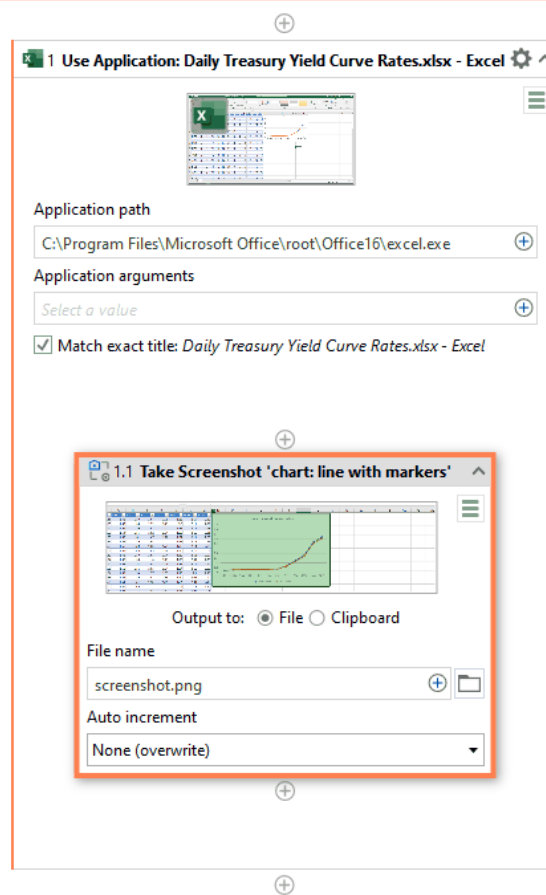 1 Use Application: Daily Treasury Yield Curve Rates.xlsx - Excel
Application path
C:\Program Files\Microsoft Office\root\Office16\excel.exe
Application arguments
Select a value
Match exact title: Daily Treasury Yield Curve Rates.xlsx - Excel
1.1 Take Screenshot 'chart: line with markers'
Output to: File Clipboard
File name
screenshot.png
Auto increment
None (overwrite)